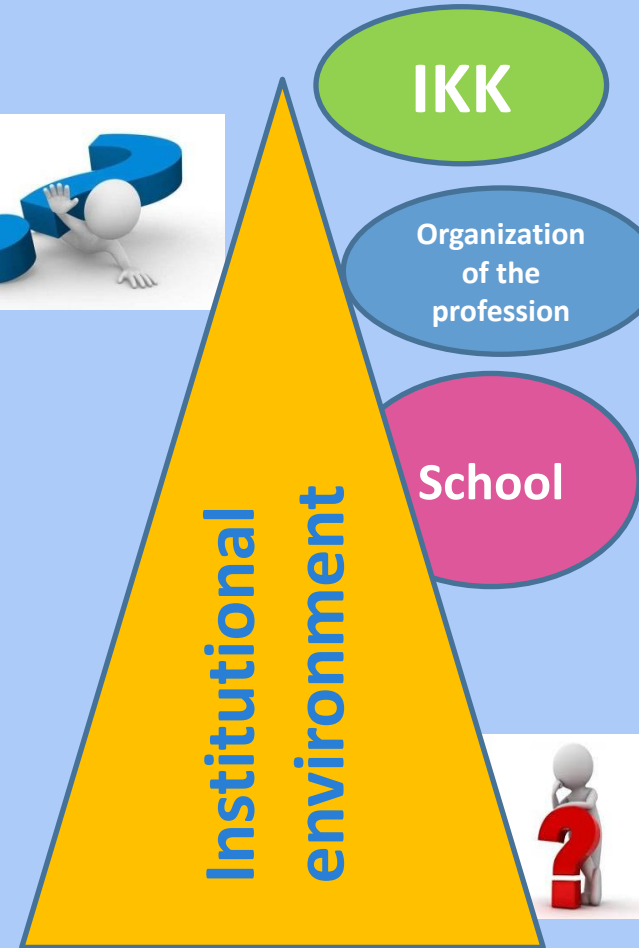 IKK
Organization
of the
profession
School
Institutional
environment